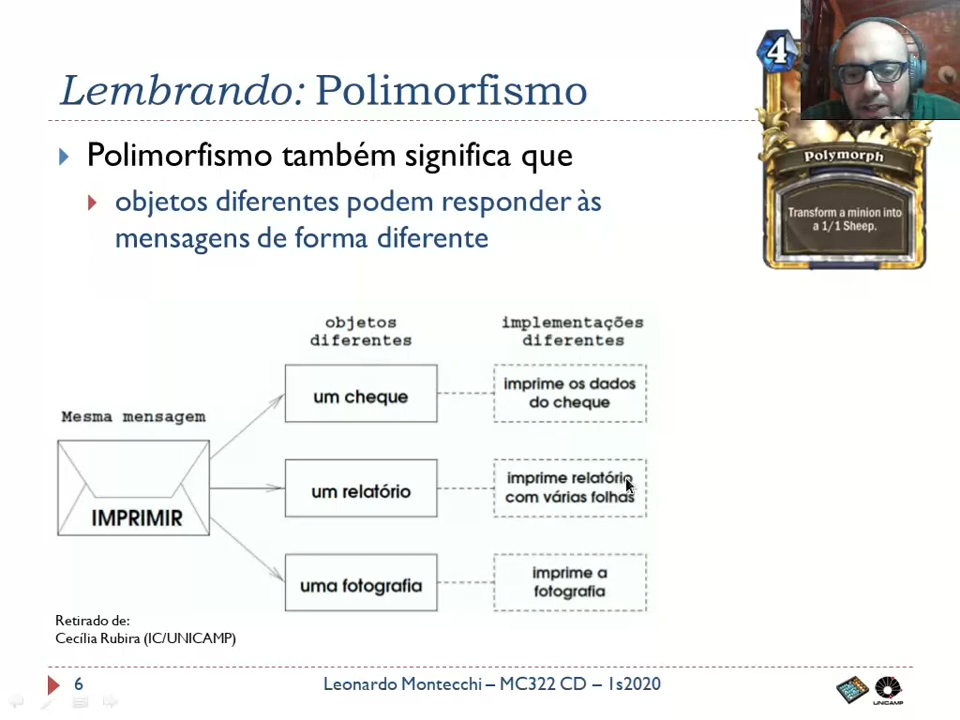 Lembrando: Polimorfismo
4
Polymorph
Transform a minion into
a 1/1 Sheep.
Polimorfismo também significa que
objetos diferentes podem responder às
mensagens de forma diferente
objetos
diferentes
implementações
diferentes
Mesma mensagem
IMPRIMIR
um cheque
imprime os dados
do cheque
um relatório
imprime relatório
com várias folhas
uma fotografia
imprime a
fotografia
Retirado de:
Cecília Rubira (IC/UNICAMP)
6
Leonardo Montecchi – MC322 CD – 1s2020
UNICAMP